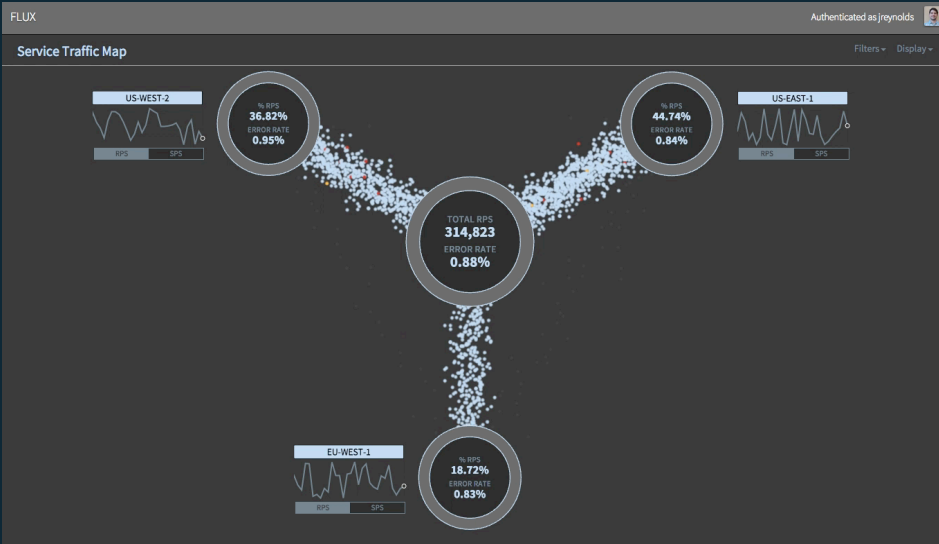 FLUX
Authenticated as jreynolds
Service Traffic Map
Filters
Display
US-WEST-2
RPS
SPS
% RPS
36.82%
ERROR RATE
0.95%
% RPS
44.74%
ERROR RATE
0.84%
US-EAST-1
RPS
SPS
TOTAL RPS
314,823
ERROR RATE
0.88%
EU-WEST-1
RPS
SPS
% RPS
18.72%
ERROR RATE
0.83%